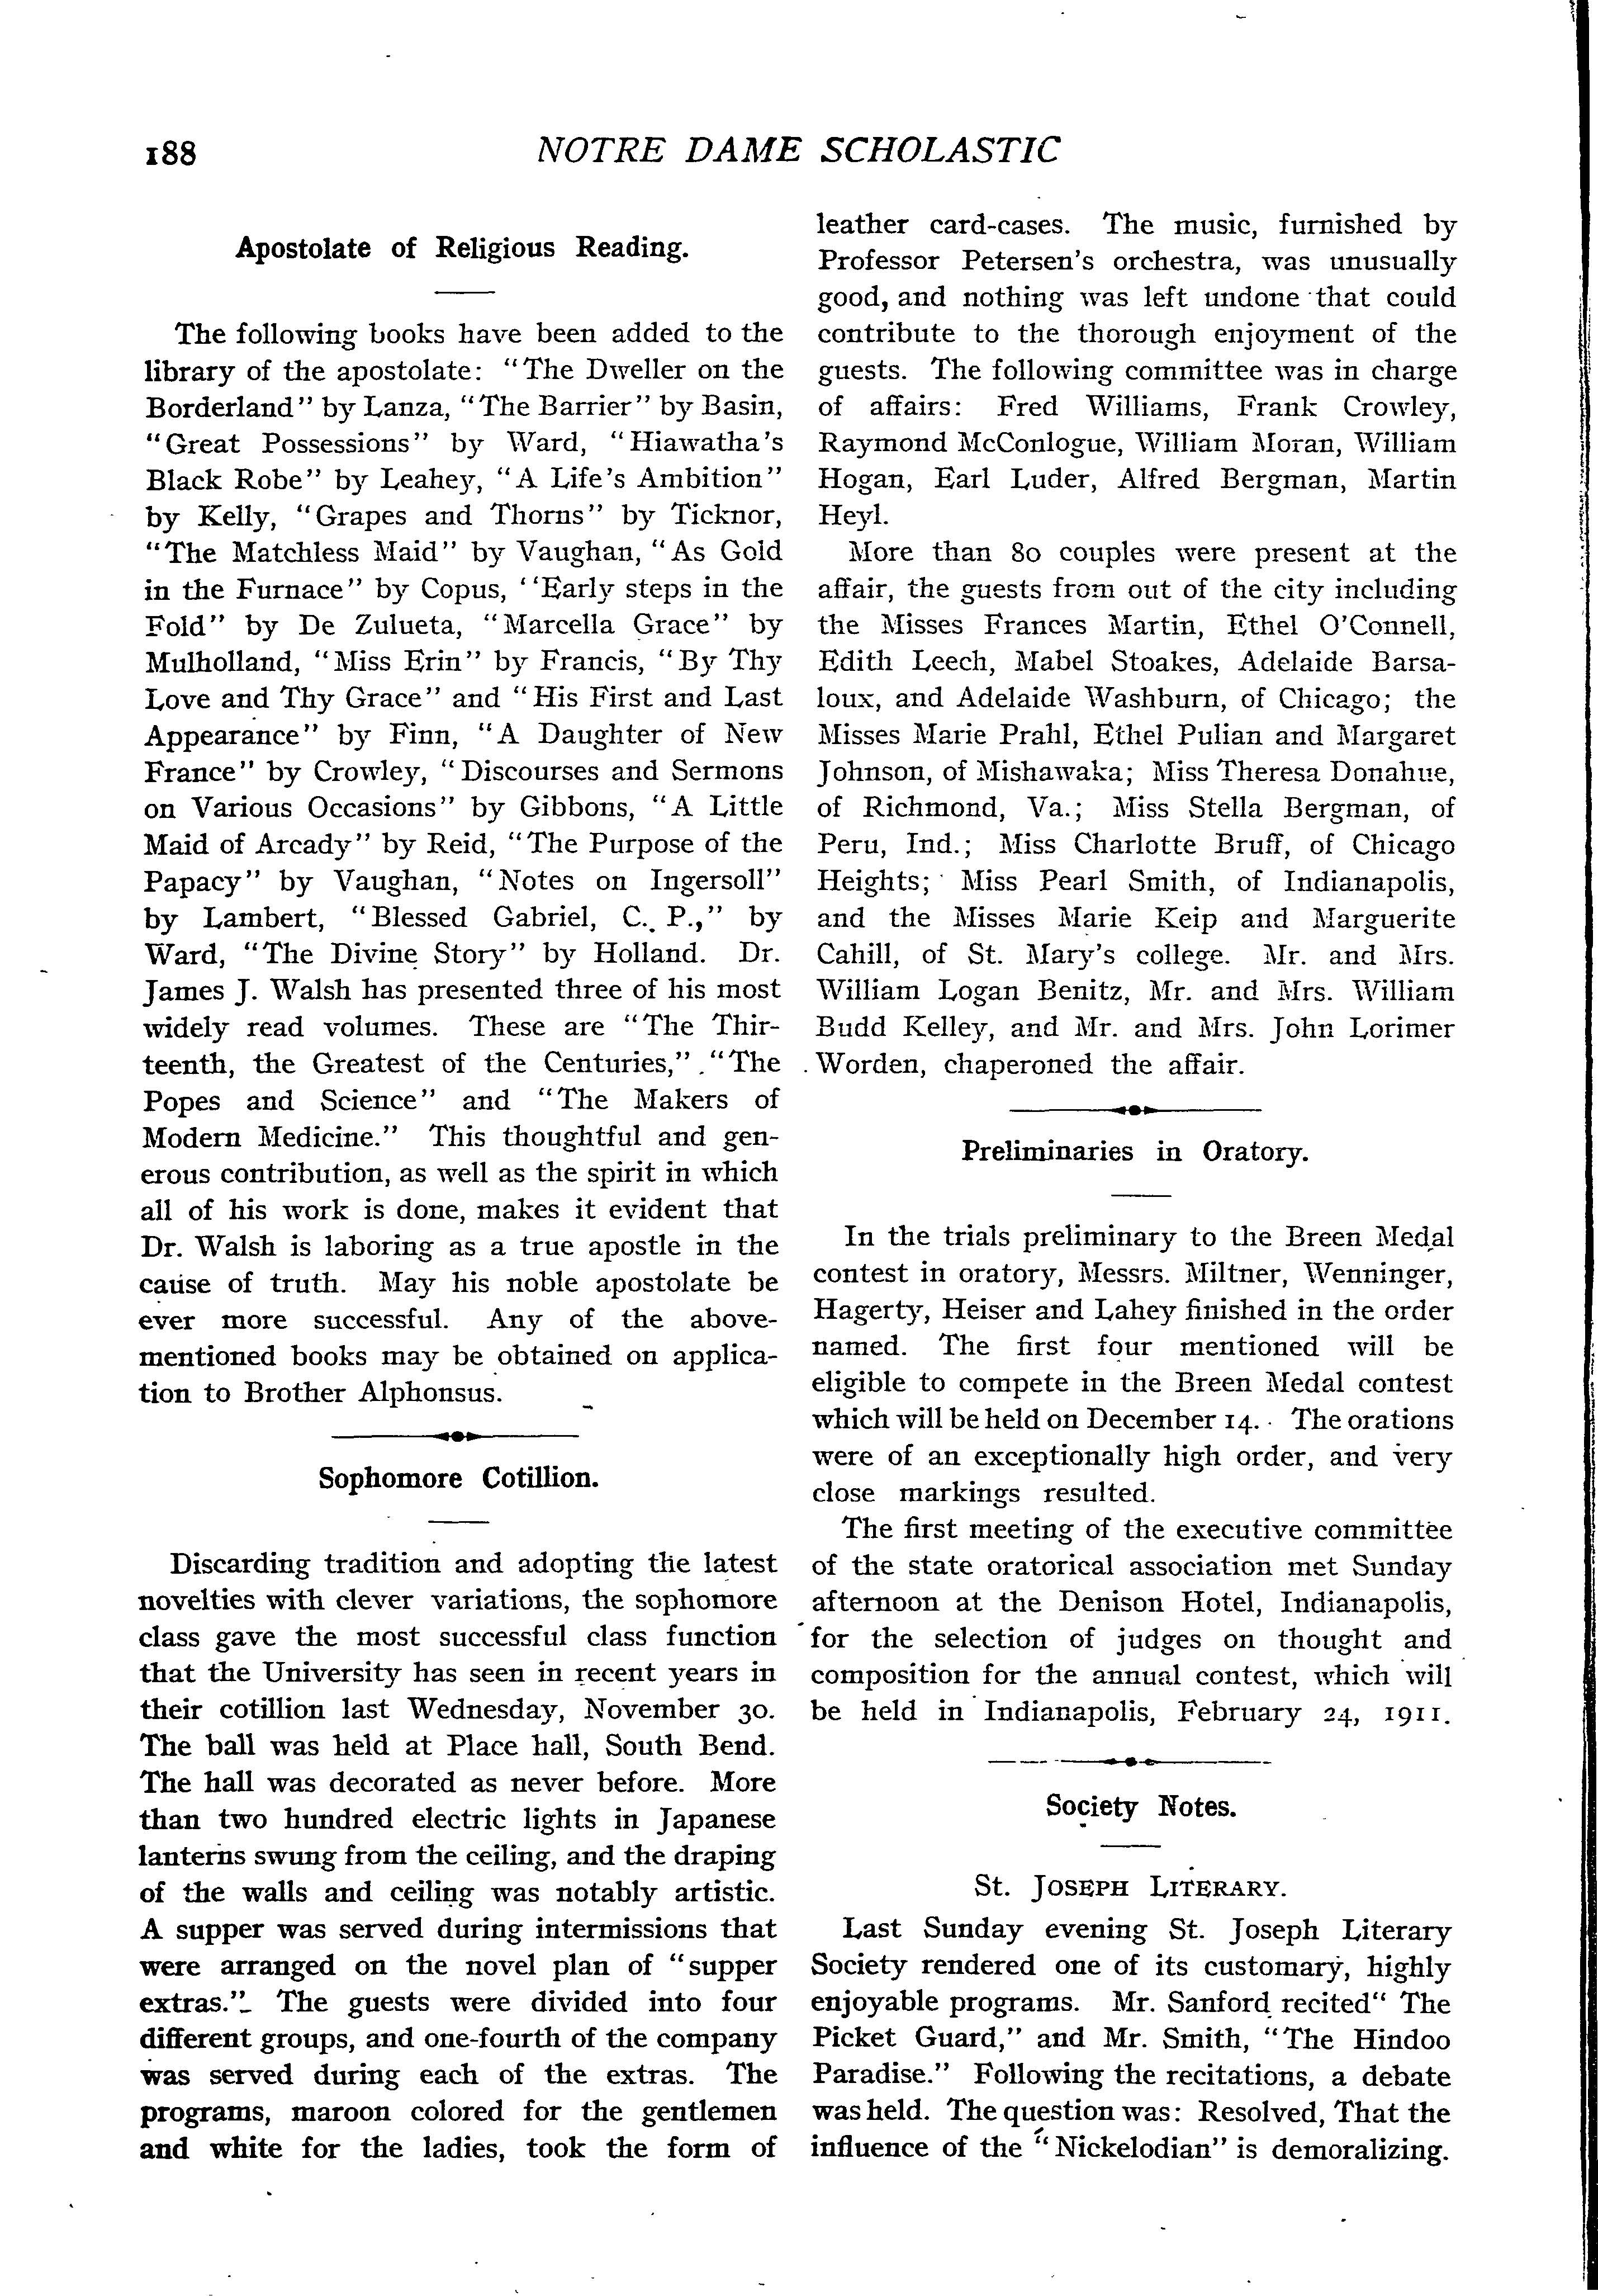 188
NOTRE DAME SCHOLASTIC
Apostolate of Religious Reading.
The following books have been added to the
library of the apostolate: "The Dweller on the
Borderland" by Lanza, "The Barrier" by Basin,
"Great Possessions" by Ward, "Hiawatha's
Black Robe" by Leahey, "A Life's Ambition"
by Kelly, "Grapes and Thorns" by Ticknor,
"The Matchless Maid" by Vaughan, "As Gold
in the Furnace" by Copus, "Early steps in the
Fold" by De Zulueta, "Marcella Grace" by
Mulholland, "Miss Erin" by Francis, "By Thy
Love and Thy Grace" and "His First and Last
Appearance" by Finn, "A Daughter of New
France" by Crowley, "Discourses and Sermons
on Various Occasions" by Gibbons, "A Little
Maid of Arcady" by Reid, "The Purpose of the
Papacy" by Vaughan, "Notes on Ingersoll"
by Lambert, "Blessed Gabriel, C. P.," by
Ward, "The Divine Story" by Holland. Dr.
James J. Walsh has presented three of his most
widely read volumes. These are "The Thir-
teenth, the Greatest of the Centuries," "The
Popes and Science" and "The Makers of
Modern Medicine." This thoughtful and gen-
erous contribution, as well as the spirit in which
all of his work is done, makes it evident that
Dr. Walsh is laboring as a true apostle in the
cause of truth. May his noble apostolate be
ever more successful. Any of the above-
mentioned books may be obtained on applica-
tion to Brother Alphonsus.
Sophomore Cotillion.
Discarding tradition and adopting the latest
novelties with clever variations, the sophomore
class gave the most successful class function
that the University has seen in recent years in
their cotillion last Wednesday, November 30.
The ball was held at Place hall, South Bend.
The hall was decorated as never before. More
than two hundred electric lights in Japanese
lanterns swung from the ceiling, and the draping
of the walls and ceiling was notably artistic.
A supper was served during intermissions that
were arranged on the novel plan of "supper
extras." The guests were divided into four
different groups, and one-fourth of the company
was served during each of the extras. The
programs, maroon colored for the gentlemen
and white for the ladies, took the form of
leather card-cases. The music, furnished by
Professor Petersen's orchestra, was unusually
good, and nothing was left undone that could
contribute to the thorough enjoyment of the
guests. The following committee was in charge
of affairs: Fred Williams, Frank Crowley,
Raymond McConlogue, William Moran, William
Hogan, Earl Luder, Alfred Bergman, Martin
Heyl.
More than 80 couples were present at the
affair, the guests from out of the city including
the Misses Frances Martin, Ethel O'Connell,
Edith Leech, Mabel Stoakes, Adelaide Barsa-
loux, and Adelaide Washburn, of Chicago; the
Misses Marie Prahl, Ethel Pulian and Margaret
Johnson, of Mishawaka; Miss Theresa Donahue,
of Richmond, Va.; Miss Stella Bergman, of
Peru, Ind.; Miss Charlotte Bruff, of Chicago
Heights; Miss Pearl Smith, of Indianapolis,
and the Misses Marie Keip and Marguerite
Cahill, of St. Mary's college. Mr. and Mrs.
William Logan Benitz, Mr. and Mrs. William
Budd Kelley, and Mr. and Mrs. John Lorimer
Worden, chaperoned the affair.
Preliminaries in Oratory.
In the trials preliminary to the Breen Medal
contest in oratory, Messrs. Miltner, Wenninger,
Hagerty, Heiser and Lahey finished in the order
named. The first four mentioned will be
eligible to compete in the Breen Medal contest
which will be held on December 14. The orations
were of an exceptionally high order, and very
close markings resulted.
The first meeting of the executive committee
of the state oratorical association met Sunday
afternoon at the Denison Hotel, Indianapolis,
for the selection of judges on thought and
composition for the annual contest, which will
be held in Indianapolis, February 24, 1911.
Society Notes.
St. Joseph Literary.
Last Sunday evening St. Joseph Literary
Society rendered one of its customary, highly
enjoyable programs. Mr. Sanford recited" The
Picket Guard," and Mr. Smith, "The Hindoo
Paradise." Following the recitations, a debate
was held. The question was: Resolved, That the
influence of the "Nickelodian" is demoralizing.